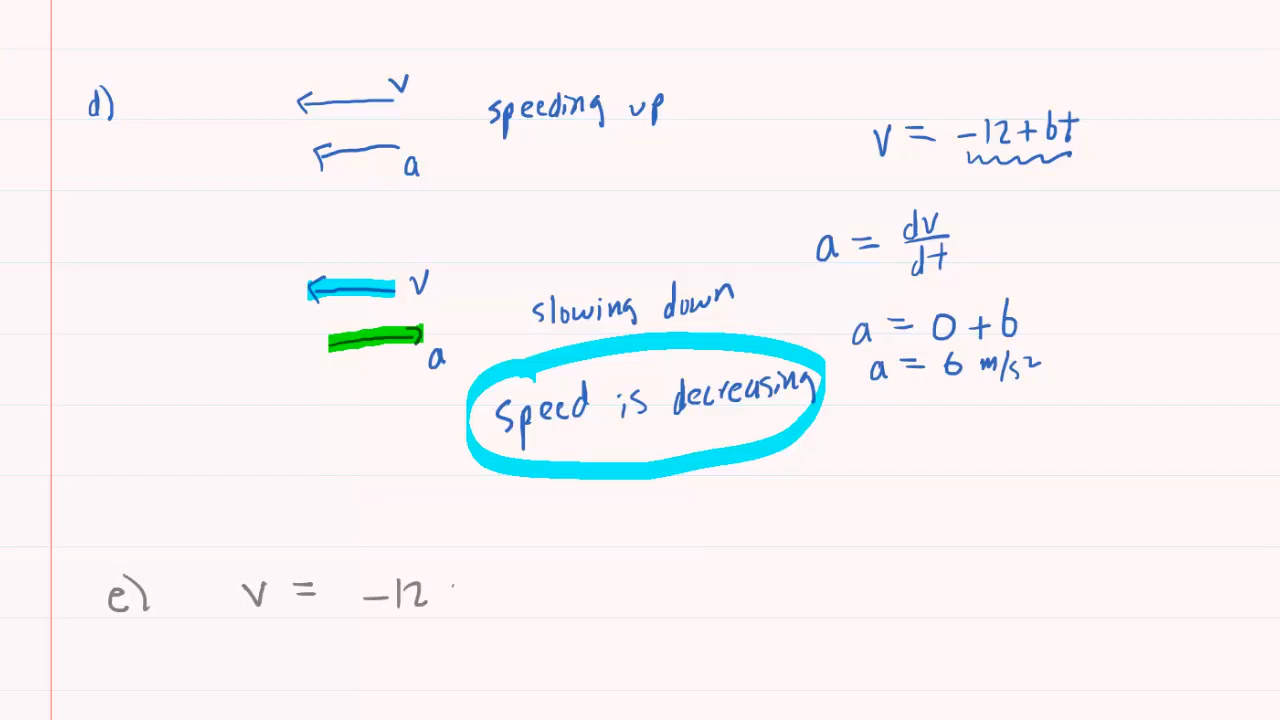 d)
v
speeding up
a
v = -12+6t
a = dv/dt
v
slowing down
a
a = 0+6
a = 6 m/s2
speed is decreasing
e) v = -12